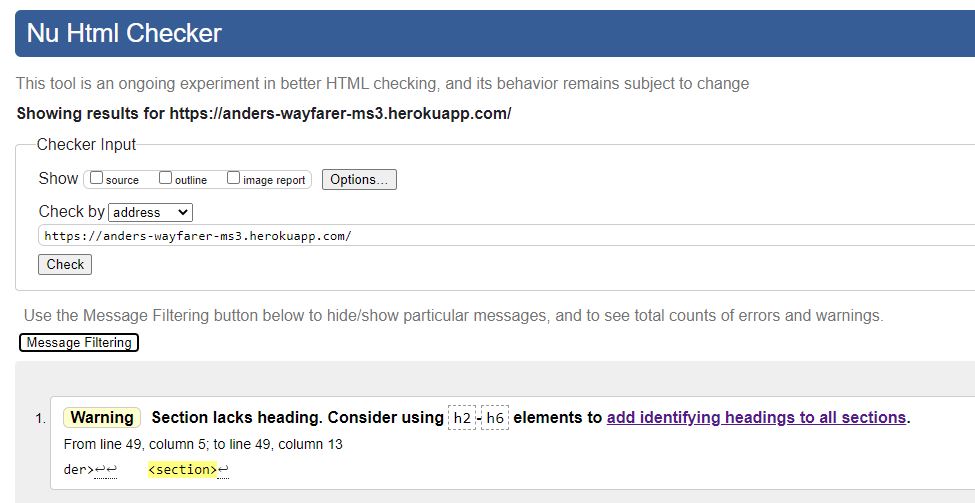 Nu Html Checker
This tool is an ongoing experiment in better HTML checking, and its behavior remains subject to change
Showing results for https://anders-wayfarer-ms3.herokuapp.com/
Checker Input
Show source outline image report Options...
Check by address
https://anders-wayfarer-ms3.herokuapp.com/
Check
Use the Message Filtering button below to hide/show particular messages, and to see total counts of errors and warnings.
Message Filtering
1. Warning Section lacks heading. Consider using h2-h6 elements to add identifying headings to all sections.
From line 49, column 5; to line 49, column 13
der>↩↩ <section>↩